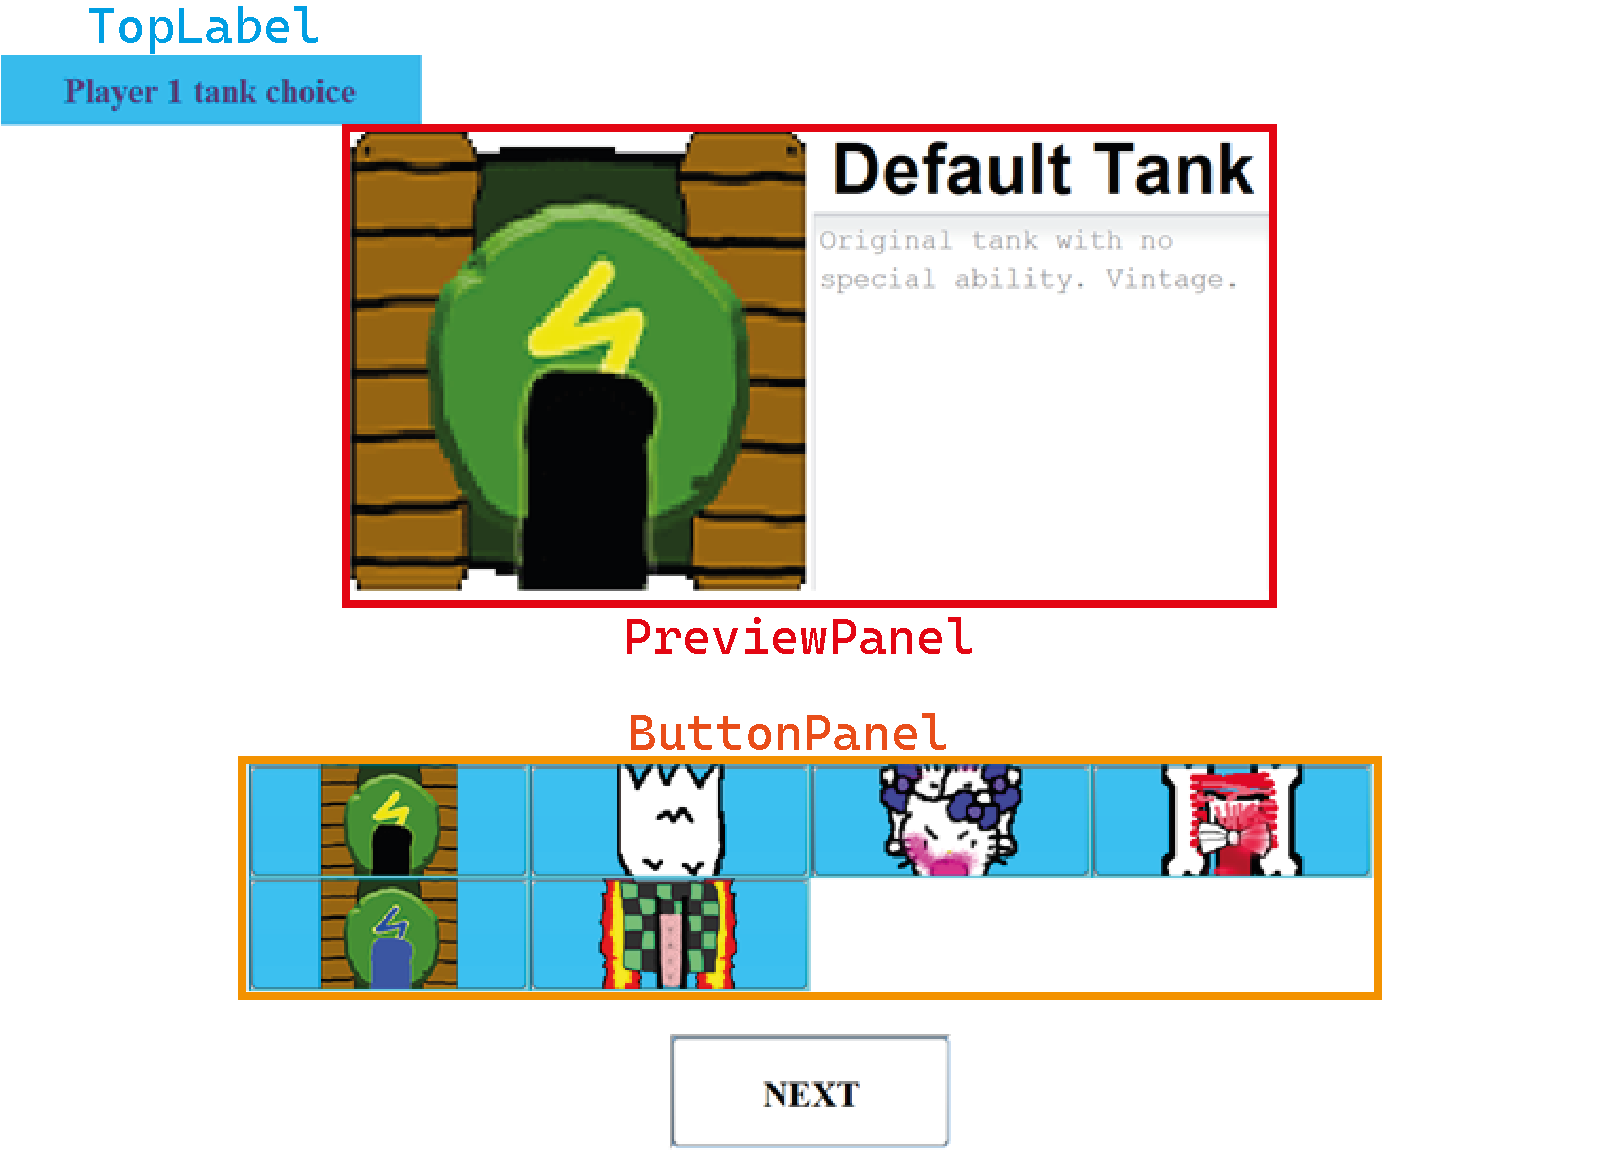 TopLabel
Player 1 tank choice
Default Tank
Original tank with no
special ability. Vintage.
PreviewPanel
ButtonPanel
NEXT